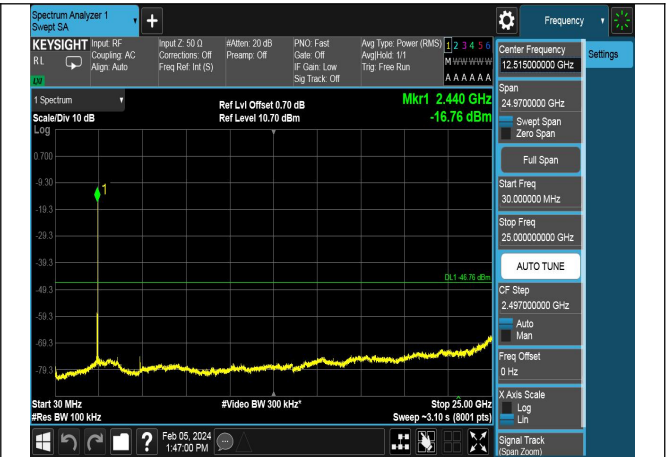 Spectrum Analyzer 1
Swept SA
+
Frequency
KEYSIGHT
RL
Input: RF
Coupling: AC
Align: Auto
Input Z: 50 Ω
Corrections: Off
Freq Ref: Int (S)
#Atten: 20 dB
Preamp: Off
PNO: Fast
Gate: Off
IF Gain: Low
Sig Track: Off
Avg Type: Power (RMS)
Avg|Hold: 1/1
Trig: Free Run
1 2 3 4 5 6
M W W W W W
A A A A A A
LXI
1 Spectrum
Scale/Div 10 dB
Log
Ref Lvl Offset 0.70 dB
Ref Level 10.70 dBm
Mkr1 2.440 GHz
-16.76 dBm
0.700
-9.30
-19.3
-29.3
-39.3
-49.3
-59.3
-69.3
-79.3
1
DL1 -46.76 dBm
Start 30 MHz
#Res BW 100 kHz
#Video BW 300 kHz*
Stop 25.00 GHz
Sweep ~3.10 s (8001 pts)
?
Feb 05, 2024
1:47:00 PM
Center Frequency
12.515000000 GHz
Settings
Span
24.9700000 GHz
Swept Span
Zero Span
Full Span
Start Freq
30.000000 MHz
Stop Freq
25.000000000 GHz
AUTO TUNE
CF Step
2.497000000 GHz
Auto
Man
Freq Offset
0 Hz
X Axis Scale
Log
Lin
Signal Track
(Span Zoom)